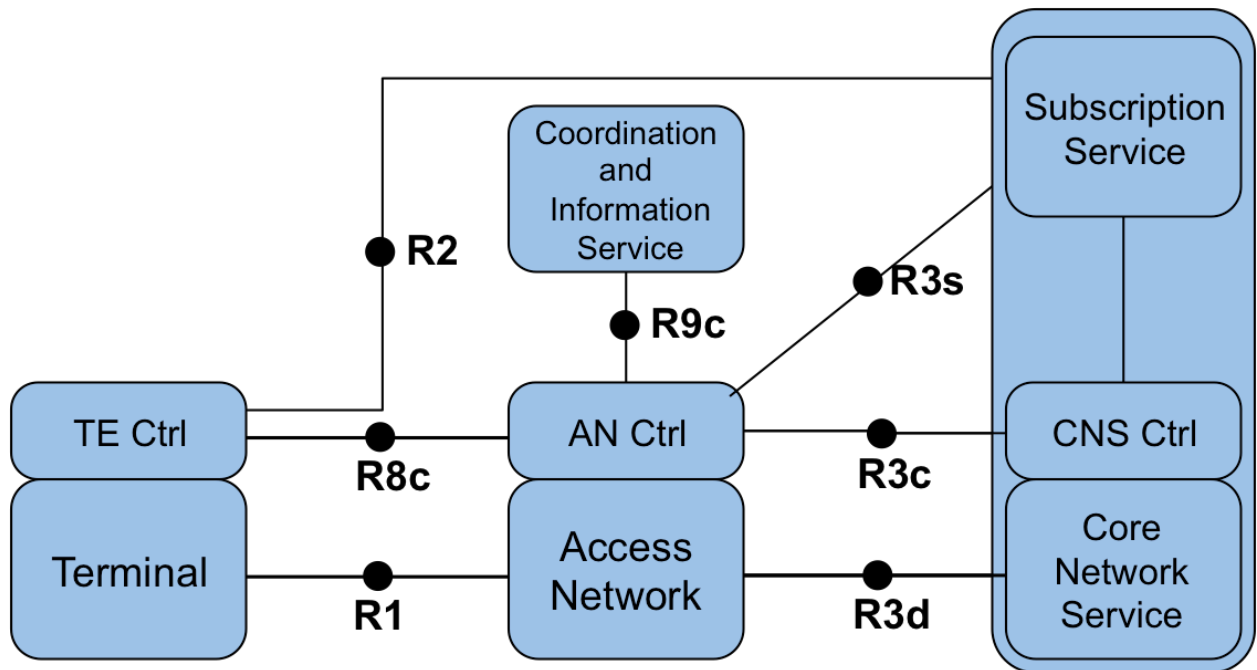 Subscription
Service
Coordination
and
Information
Service
R2
R3s
R9c
TE Ctrl
AN Ctrl
CNS Ctrl
R8c
R3c
Terminal
Access
Network
Core
Network
Service
R1
R3d